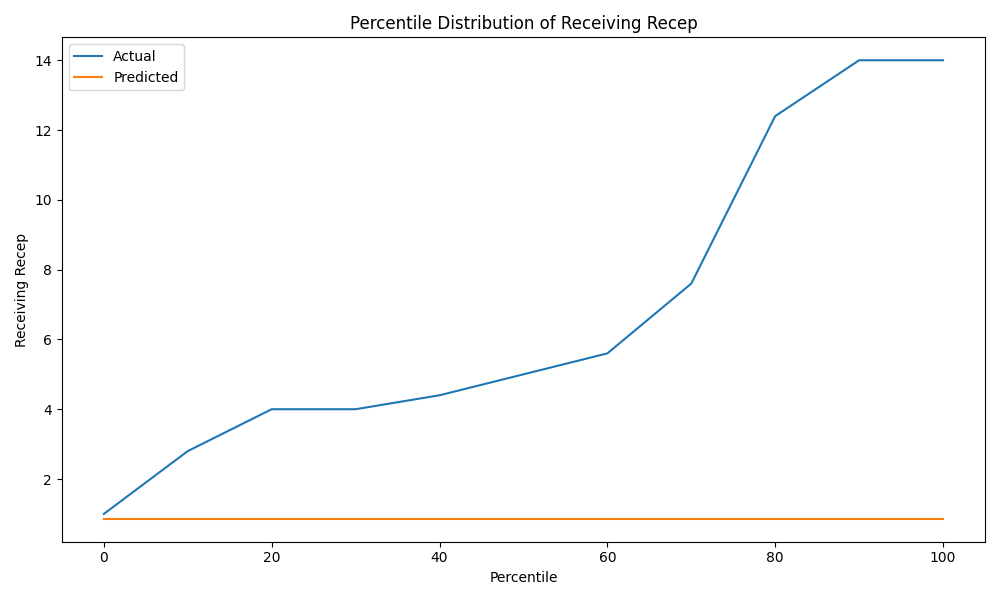 Percentile Distribution of Receiving Recep
Actual
Predicted
14
12
10
8
6
4
2
Receiving Recep
0 20 40 60 80 100
Percentile